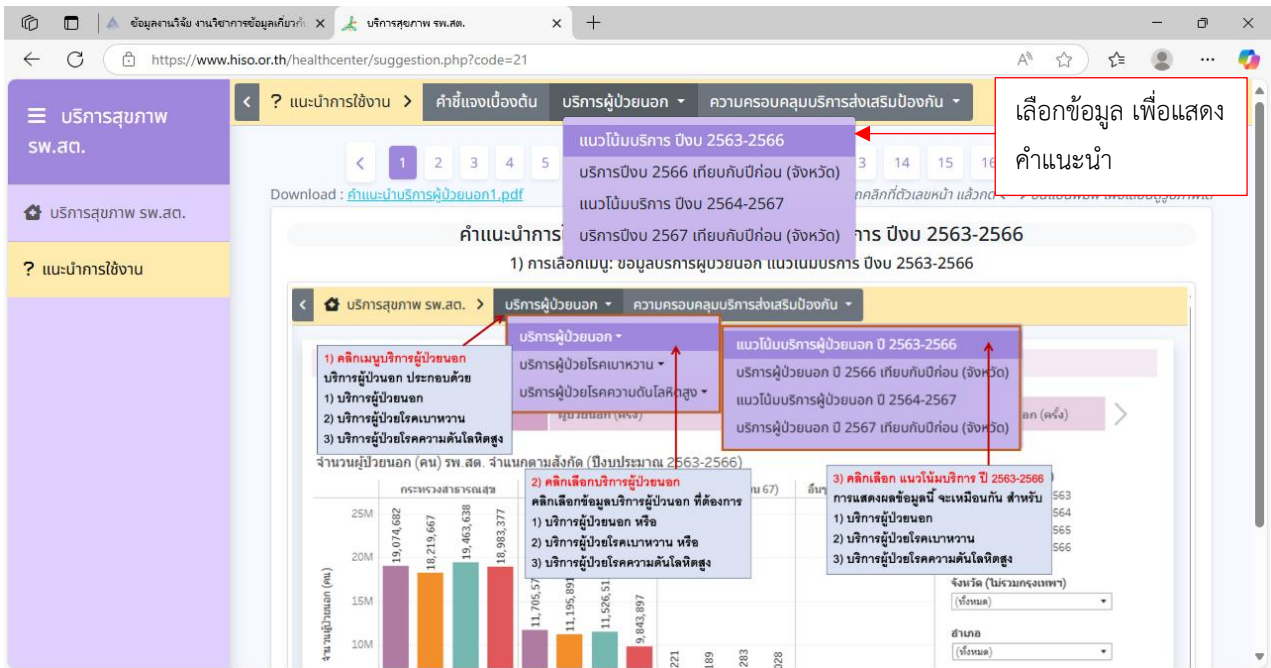 ข้อมูลงานวิจัย งานวิชาการข้อมูลเกี่ยวกับ
บริการสุขภาพ รพ.สต.
https://www.hiso.or.th/healthcenter/suggestion.php?code=21
บริการสุขภาพ
รพ.สต.
บริการสุขภาพ รพ.สต.
? แนะนำการใช้งาน
? แนะนำการใช้งาน > คำชี้แจงเบื้องต้น บริการผู้ป่วยนอก ความครอบคลุมบริการส่งเสริมป้องกัน
แนวโน้มบริการ ปีงบ 2563-2566
บริการปีงบ 2566 เทียบกับปีก่อน (จังหวัด)
แนวโน้มบริการ ปีงบ 2564-2567
บริการปีงบ 2567 เทียบกับปีก่อน (จังหวัด)
เลือกข้อมูล เพื่อแสดง
คำแนะนำ
< 1 2 3 4 5 3 14 15 16
Download : คำแนะนำบริการผู้ป่วยนอก1.pdf
คำแนะนำการ าร ปีงบ 2563-2566
1) การเลือกเมนู: ข้อมูลบริการผู้ป่วยนอก แนวโน้มบริการ ปีงบ 2563-2566
บริการสุขภาพ รพ.สต. > บริการผู้ป่วยนอก ความครอบคลุมบริการส่งเสริมป้องกัน
บริการผู้ป่วยนอก
บริการผู้ป่วยโรคเบาหวาน
บริการผู้ป่วยโรคความดันโลหิตสูง
แนวโน้มบริการผู้ป่วยนอก ปี 2563-2566
บริการผู้ป่วยนอก ปี 2566 เทียบกับปีก่อน (จังหวัด)
แนวโน้มบริการผู้ป่วยนอก ปี 2564-2567
บริการผู้ป่วยนอก ปี 2567 เทียบกับปีก่อน (จังหวัด)
1) คลิกเมนูบริการผู้ป่วยนอก
บริการผู้ป่วนอก ประกอบด้วย
1) บริการผู้ป่วยนอก
2) บริการผู้ป่วยโรคเบาหวาน
3) บริการผู้ป่วยโรคความดันโลหิตสูง
ผู้ป่วยนอก (ครั้ง)
อก (ครั้ง)
จำนวนผู้ป่วยนอก (คน) รพ.สต. จำแนกตามสังกัด (ปีงบประมาณ 2563-2566)
2) คลิกเลือกบริการผู้ป่วยนอก
คลิกเลือกข้อมูลบริการผู้ป่วนอก ที่ต้องการ
1) บริการผู้ป่วยนอก หรือ
2) บริการผู้ป่วยโรคเบาหวาน หรือ
3) บริการผู้ป่วยโรคความดันโลหิตสูง
3) คลิกเลือก แนวโน้มบริการ ปี 2563-2566
การแสดงผลข้อมูลนี้ จะเหมือนกัน สำหรับ
1) บริการผู้ป่วยนอก
2) บริการผู้ป่วยโรคเบาหวาน
3) บริการผู้ป่วยโรคความดันโลหิตสูง
กระทรวงสาธารณสุข
67)
อื่นๆ
563
564
565
566
จำนวนผู้ป่วยนอก (คน)
25M
20M
15M
10M
19,074,682
18,219,667
19,463,638
18,983,377
11,705,57
11,195,891
11,526,51
9,843,897
221
189
283
028
จังหวัด (ไม่รวมกรุงเทพฯ)
(ทั้งหมด)
อำเภอ
(ทั้งหมด)